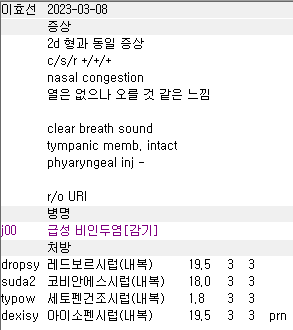 이효선 2023-03-08
증상
2d 형과 동일 증상
c/s/r +/+/+
nasal congestion
열은 없으나 오를 것 같은 느낌
clear breath sound
tympanic memb. intact
phyaryngeal inj -
r/o URI
병명
j00 급성 비인두염[감기]
처방
dropsy 레드보르시럽(내복) 19.5 3 3
suda2 코비안에스시럽(내복) 18.0 3 3
typow 세토펜건조시럽(내복) 1.8 3 3
dexisy 아이소펜시럽(내복) 19.5 3 3 prn